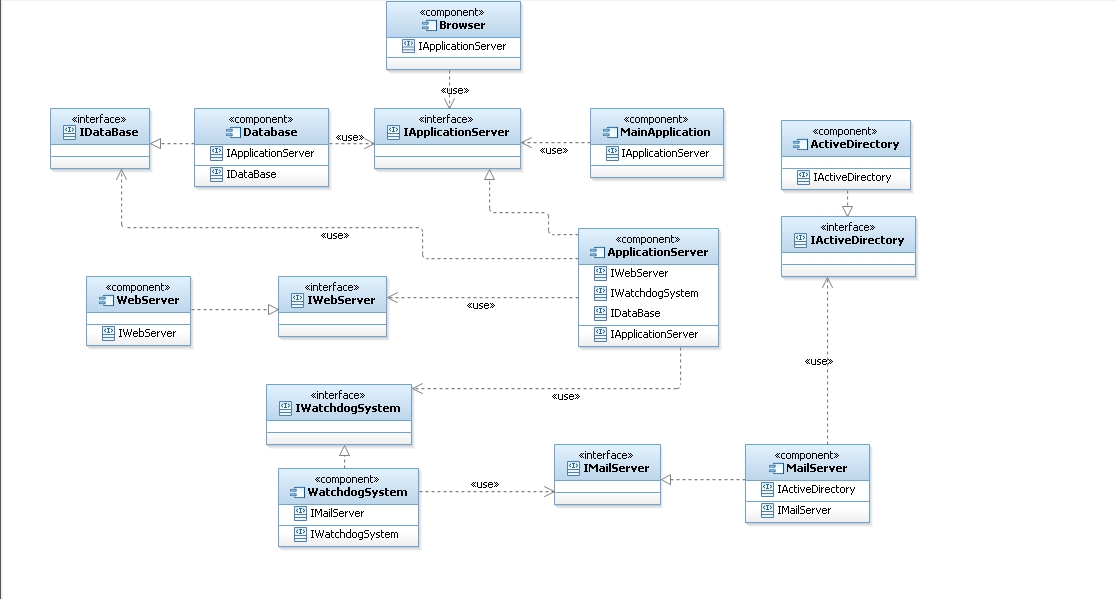 «component»
Browser
IApplicationServer
«use»
«interface»
IDataBase
«component»
Database
IApplicationServer
IDataBase
«use»
«interface»
IApplicationServer
«use»
«component»
MainApplication
IApplicationServer
«component»
ActiveDirectory
IActiveDirectory
«interface»
IActiveDirectory
«use»
«component»
ApplicationServer
IWebServer
IWatchdogSystem
IDataBase
IApplicationServer
«component»
WebServer
IWebServer
«interface»
IWebServer
«use»
«use»
«interface»
IWatchdogSystem
«use»
«component»
WatchdogSystem
IMailServer
IWatchdogSystem
«use»
«interface»
IMailServer
«component»
MailServer
IActiveDirectory
IMailServer